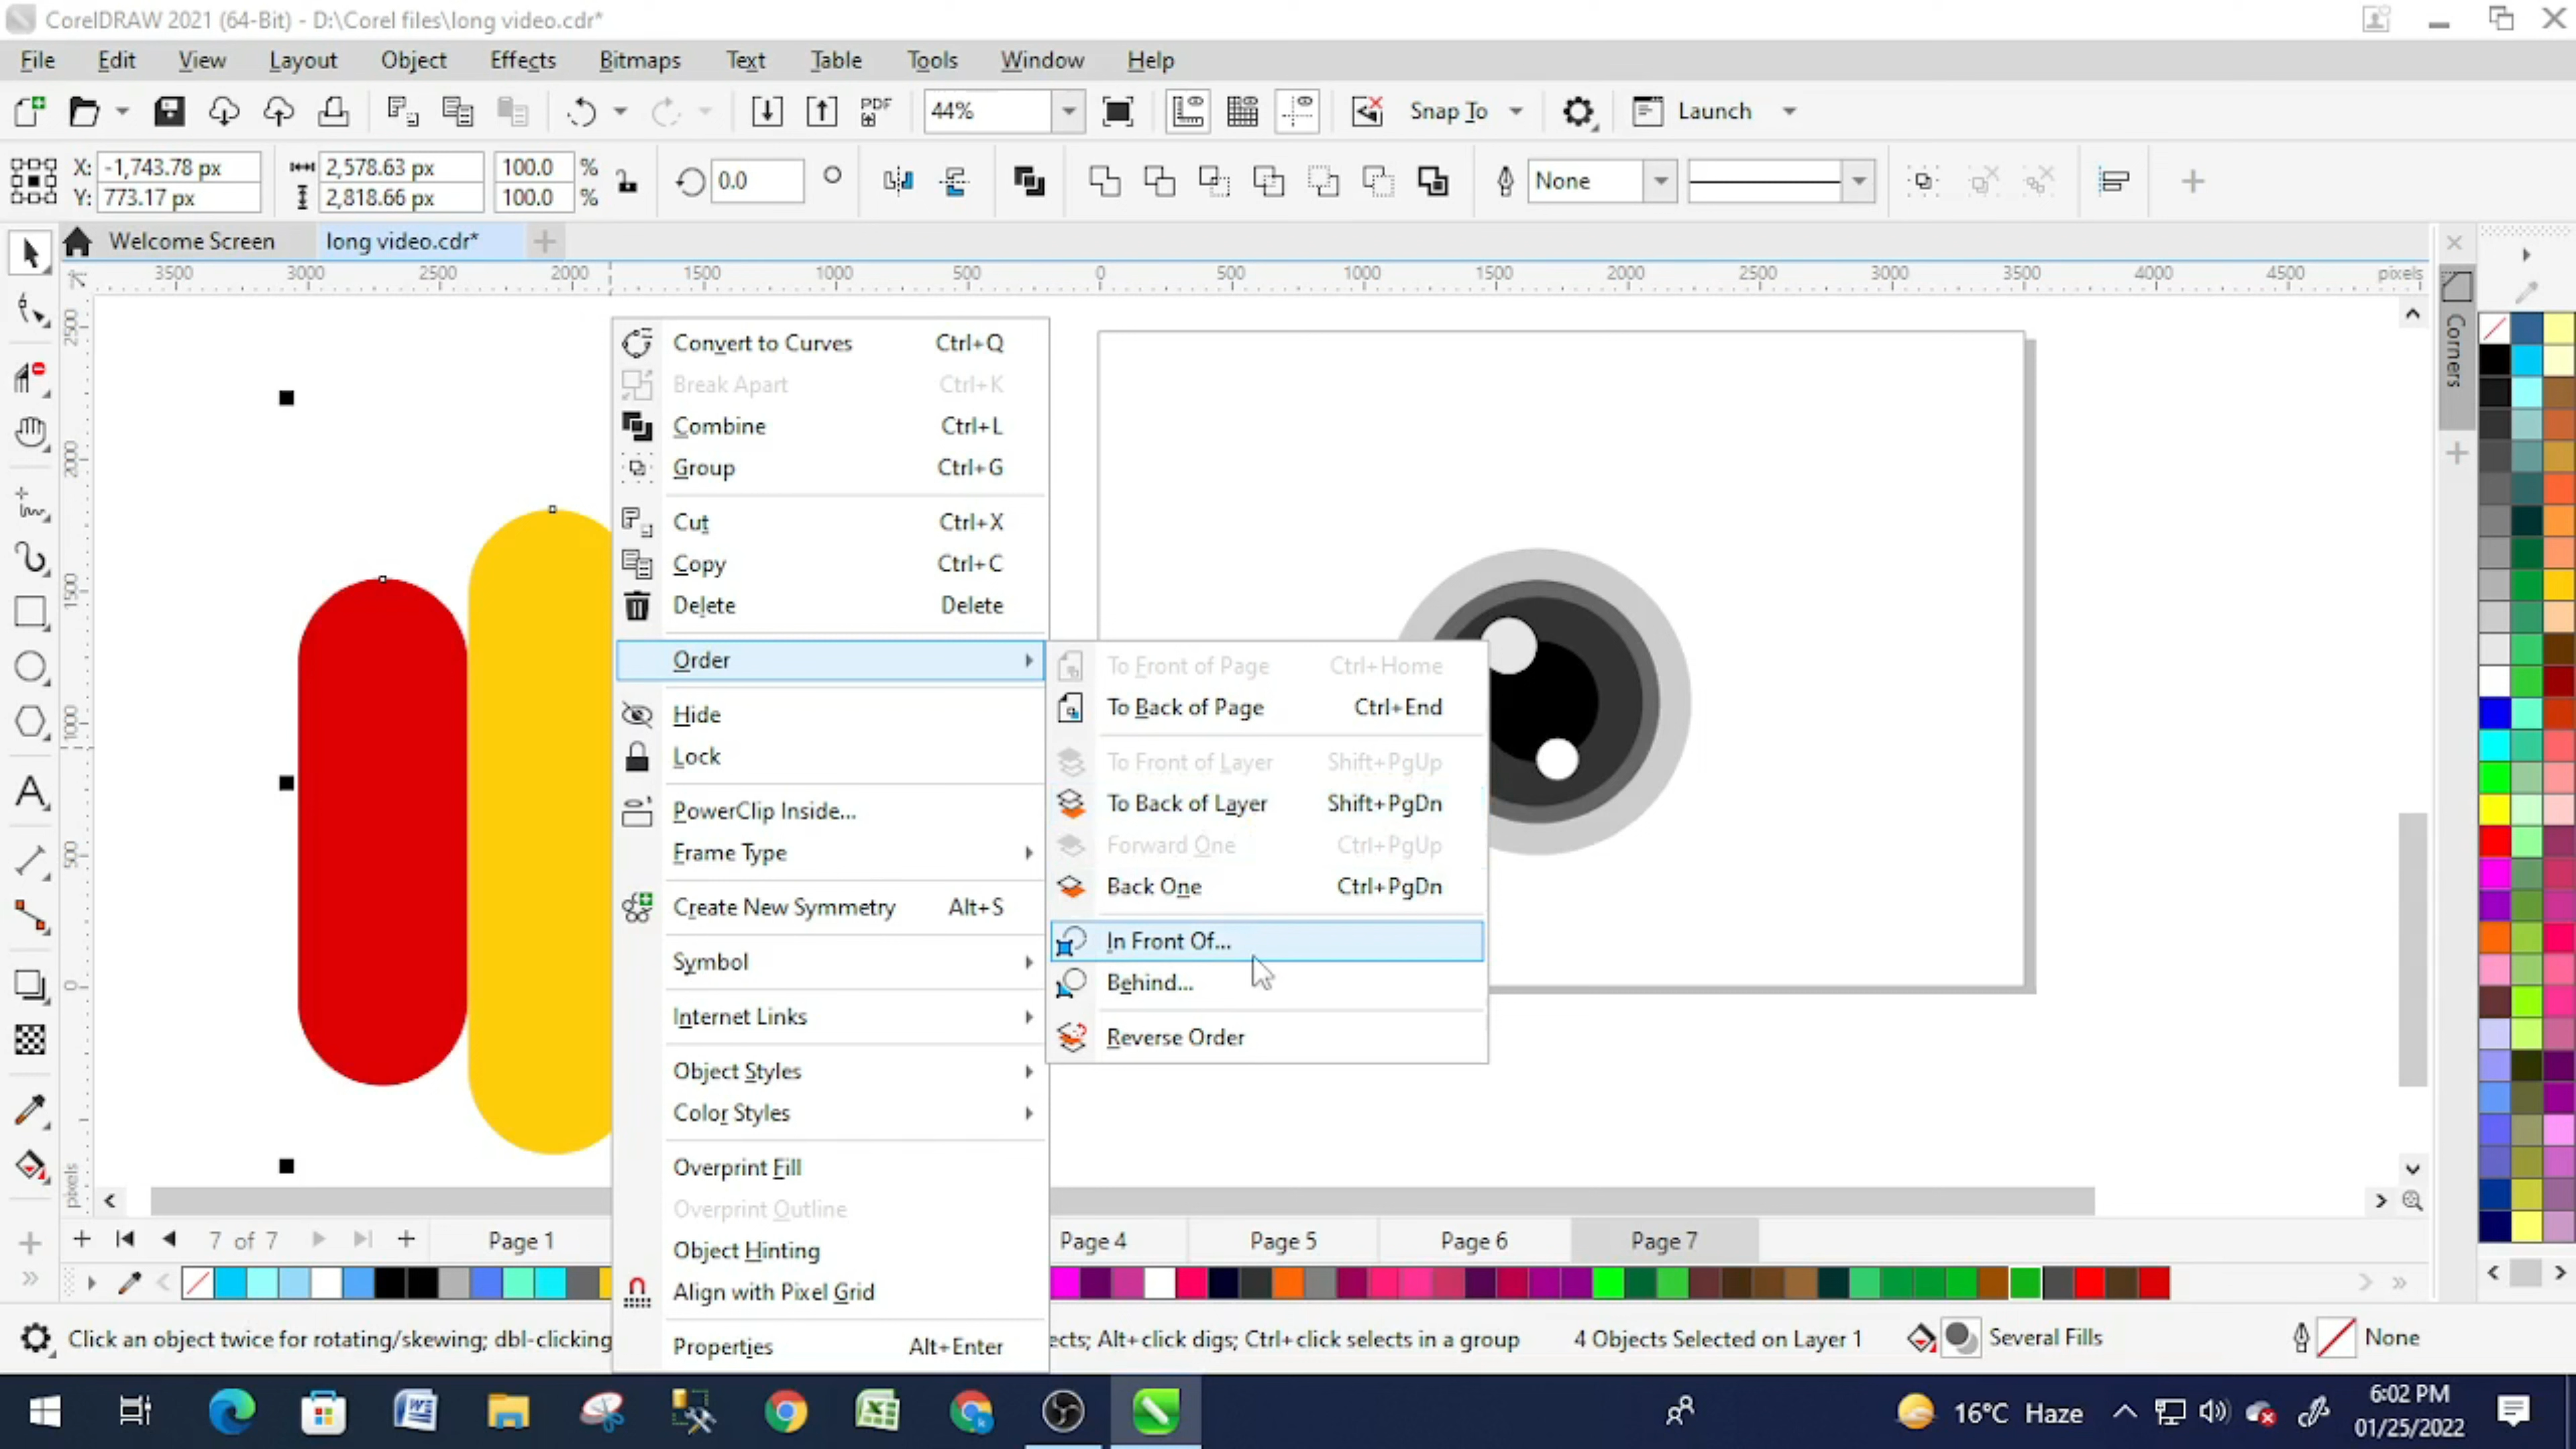 CorelDRAW 2021 (64-Bit) - D:\Corel files\long video.cdr*
File Edit View Layout Object Effects Bitmaps Text Table Tools Window Help
PDF 44% Snap To Launch
X: -1,743.78 px 2,578.63 px 100.0 % 0.0 None
Y: 773.17 px 2,818.66 px 100.0 %
Welcome Screen long video.cdr*
3500 3000 2500 2000 1500 1000 500 0 500 1000 1500 2000 2500 3000 3500 4000 4500 pixels
2500
2000
1500
1000
500
0
pixels
Corners
Convert to Curves Ctrl+Q
Break Apart Ctrl+K
Combine Ctrl+L
Group Ctrl+G
Cut Ctrl+X
Copy Ctrl+C
Delete Delete
Order
Hide
Lock
PowerClip Inside...
Frame Type
Create New Symmetry Alt+S
Symbol
Internet Links
Object Styles
Color Styles
Overprint Fill
Overprint Outline
Object Hinting
Align with Pixel Grid
Properties Alt+Enter
To Front of Page Ctrl+Home
To Back of Page Ctrl+End
To Front of Layer Shift+PgUp
To Back of Layer Shift+PgDn
Forward One Ctrl+PgUp
Back One Ctrl+PgDn
In Front Of...
Behind...
Reverse Order
7 of 7 Page 1 Page 4 Page 5 Page 6 Page 7
Click an object twice for rotating/skewing; dbl-clicking ects; Alt+click digs; Ctrl+click selects in a group 4 Objects Selected on Layer 1 Several Fills None
16°C Haze 6:02 PM
01/25/2022